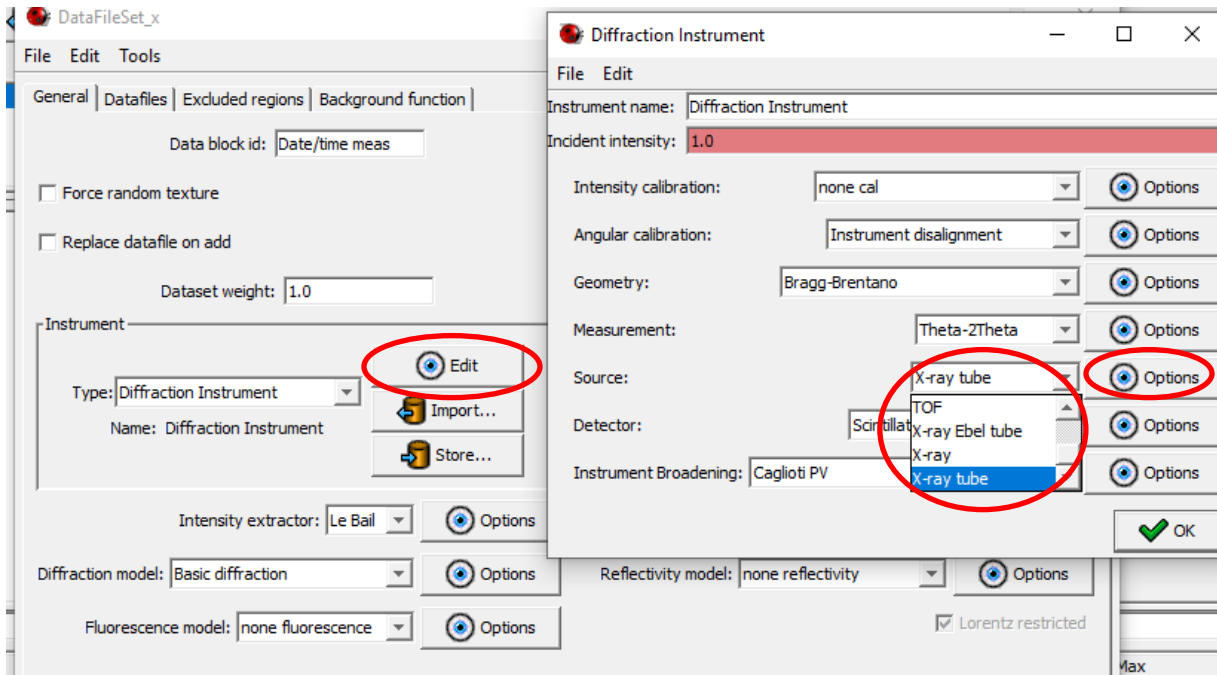 DataFileSet_x
File Edit Tools
General Datafiles Excluded regions Background function
Data block id: Date/time meas
Force random texture
Replace datafile on add
Dataset weight: 1.0
Instrument
Edit
Type: Diffraction Instrument
Import...
Name: Diffraction Instrument
Store...
Intensity extractor: Le Bail Options
Diffraction model: Basic diffraction Options
Reflectivity model: none reflectivity Options
Fluorescence model: none fluorescence Options
Lorentz restricted
Max
Diffraction Instrument
File Edit
Instrument name: Diffraction Instrument
Incident intensity: 1.0
Intensity calibration: none cal Options
Angular calibration: Instrument disalignment Options
Geometry: Bragg-Brentano Options
Measurement: Theta-2Theta Options
Source: X-ray tube Options
TOF
X-ray Ebel tube
X-ray
X-ray tube
Detector: Scintillat Options
Instrument Broadening: Caglioti PV Options
OK